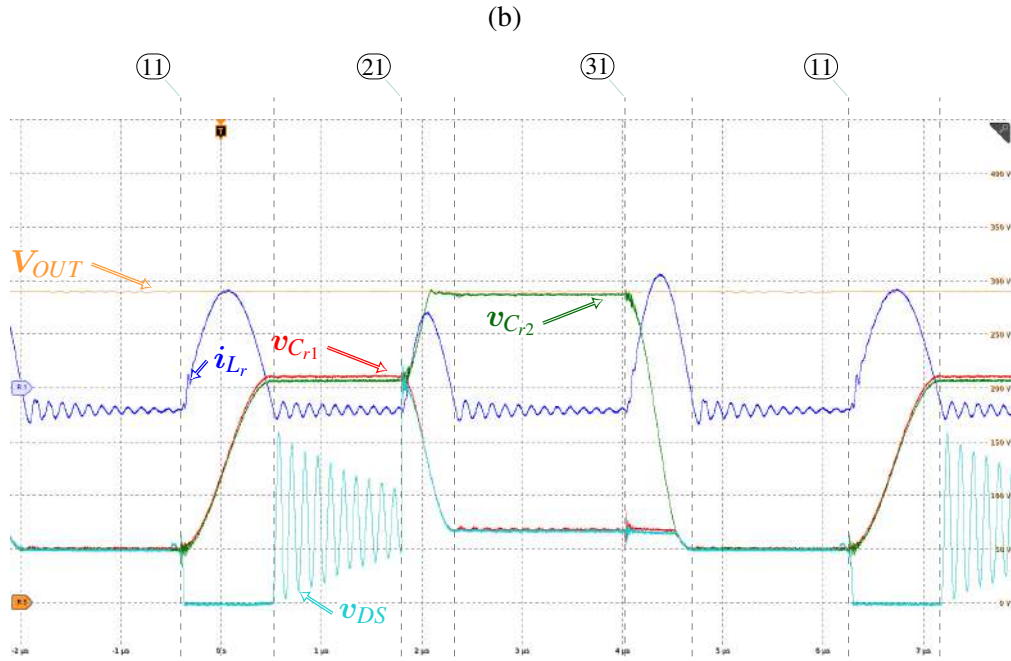 (b)
11 21 31 11
T
400 V
350 V
V_OUT
300 V
v_Cr2
250 V
v_Cr1
i_Lr
R1
200 V
150 V
100 V
50 V
v_DS
0 V
-2 µs -1 µs 0 s 1 µs 2 µs 3 µs 4 µs 5 µs 6 µs 7 µs